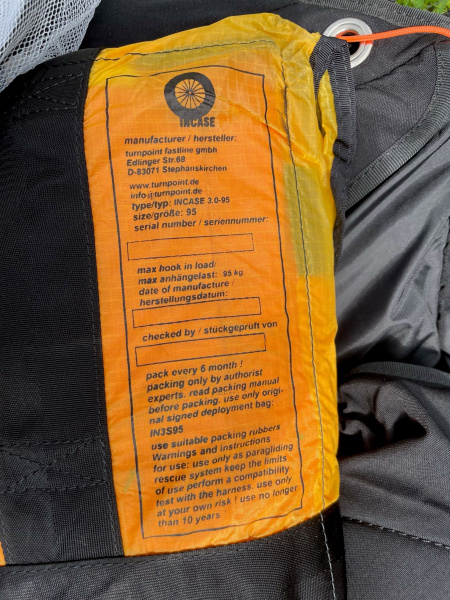 INCASE
manufacturer / hersteller:
turnpoint fastline gmbh
Edlinger Str.68
D-83071 Stephanskirchen
www.turnpoint.de
info@turnpoint.de
type/typ: INCASE 3.0-95
size/größe: 95
serial number / seriennummer:
max hook in load/
max anhängelast: 95 kg
date of manufacture /
herstellungsdatum:
checked by / stückgeprüft von
pack every 6 month !
packing only by authorist
experts. read packing manual
before packing. use only origi-
nal signed deployment bag:
IN3S95
use suitable packing rubbers
Warnings and instructions
for use: use only as paragliding
rescue system keep the limits
of use perform a compatibility
test with the harness. use only
at your own risk ! use no longer
than 10 years